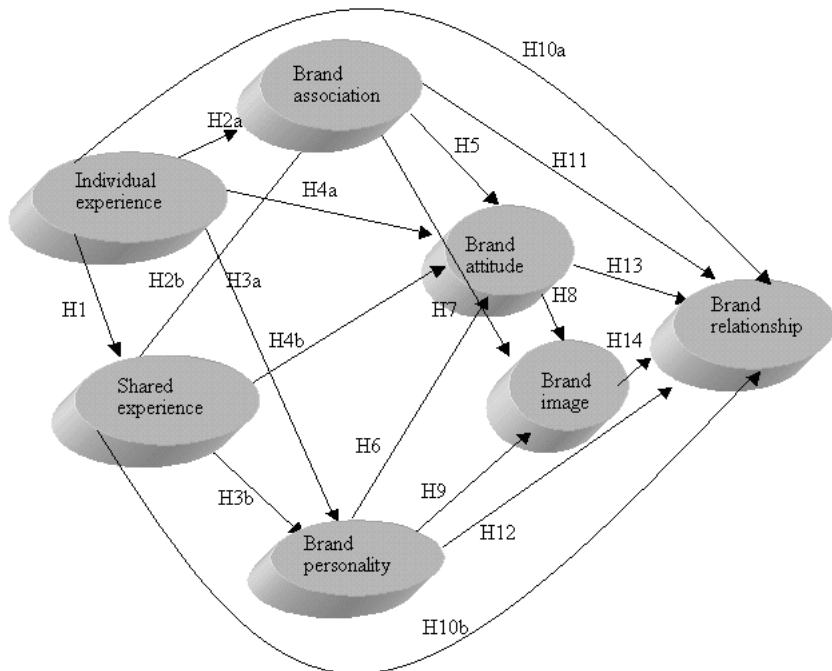 H10a
Brand
association
H2a
H5
H11
Individual
experience
H4a
Brand
attitude
H13
H2b
H3a
H7
H8
Brand
relationship
H1
H4b
H14
Shared
experience
Brand
image
H6
H9
H3b
H12
Brand
personality
H10b